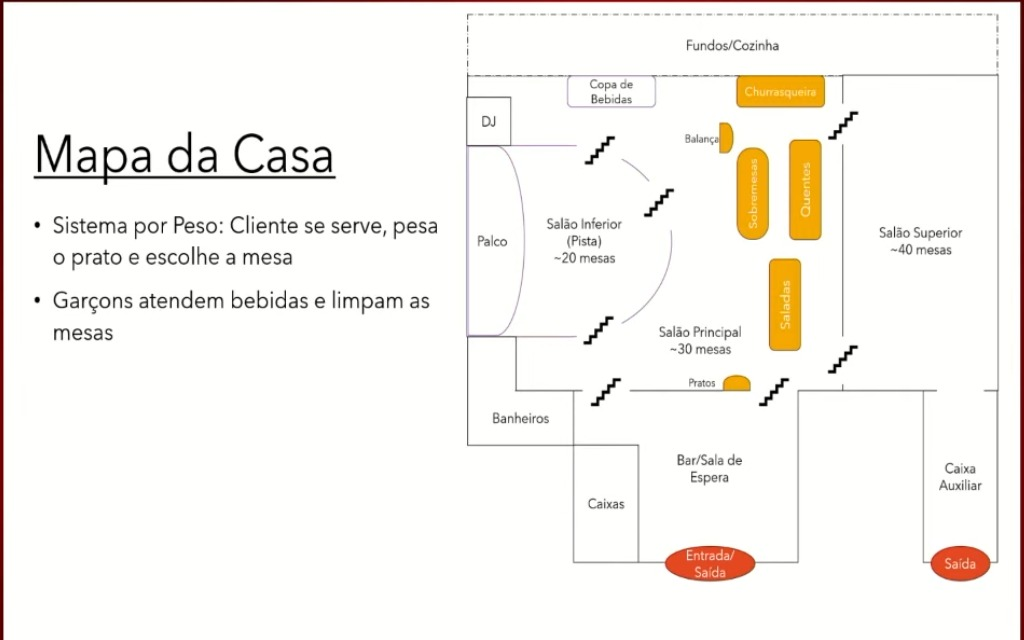 Mapa da Casa
• Sistema por Peso: Cliente se serve, pesa
o prato e escolhe a mesa
• Garçons atendem bebidas e limpam as
mesas
Fundos/Cozinha
Copa de
Bebidas
Churrasqueira
DJ
Balança
Sobremesas
Quentes
Palco
Salão Inferior
(Pista)
~20 mesas
Salão Superior
~40 mesas
Saladas
Salão Principal
~30 mesas
Pratos
Banheiros
Bar/Sala de
Espera
Caixas
Caixa
Auxiliar
Entrada/
Saída
Saída